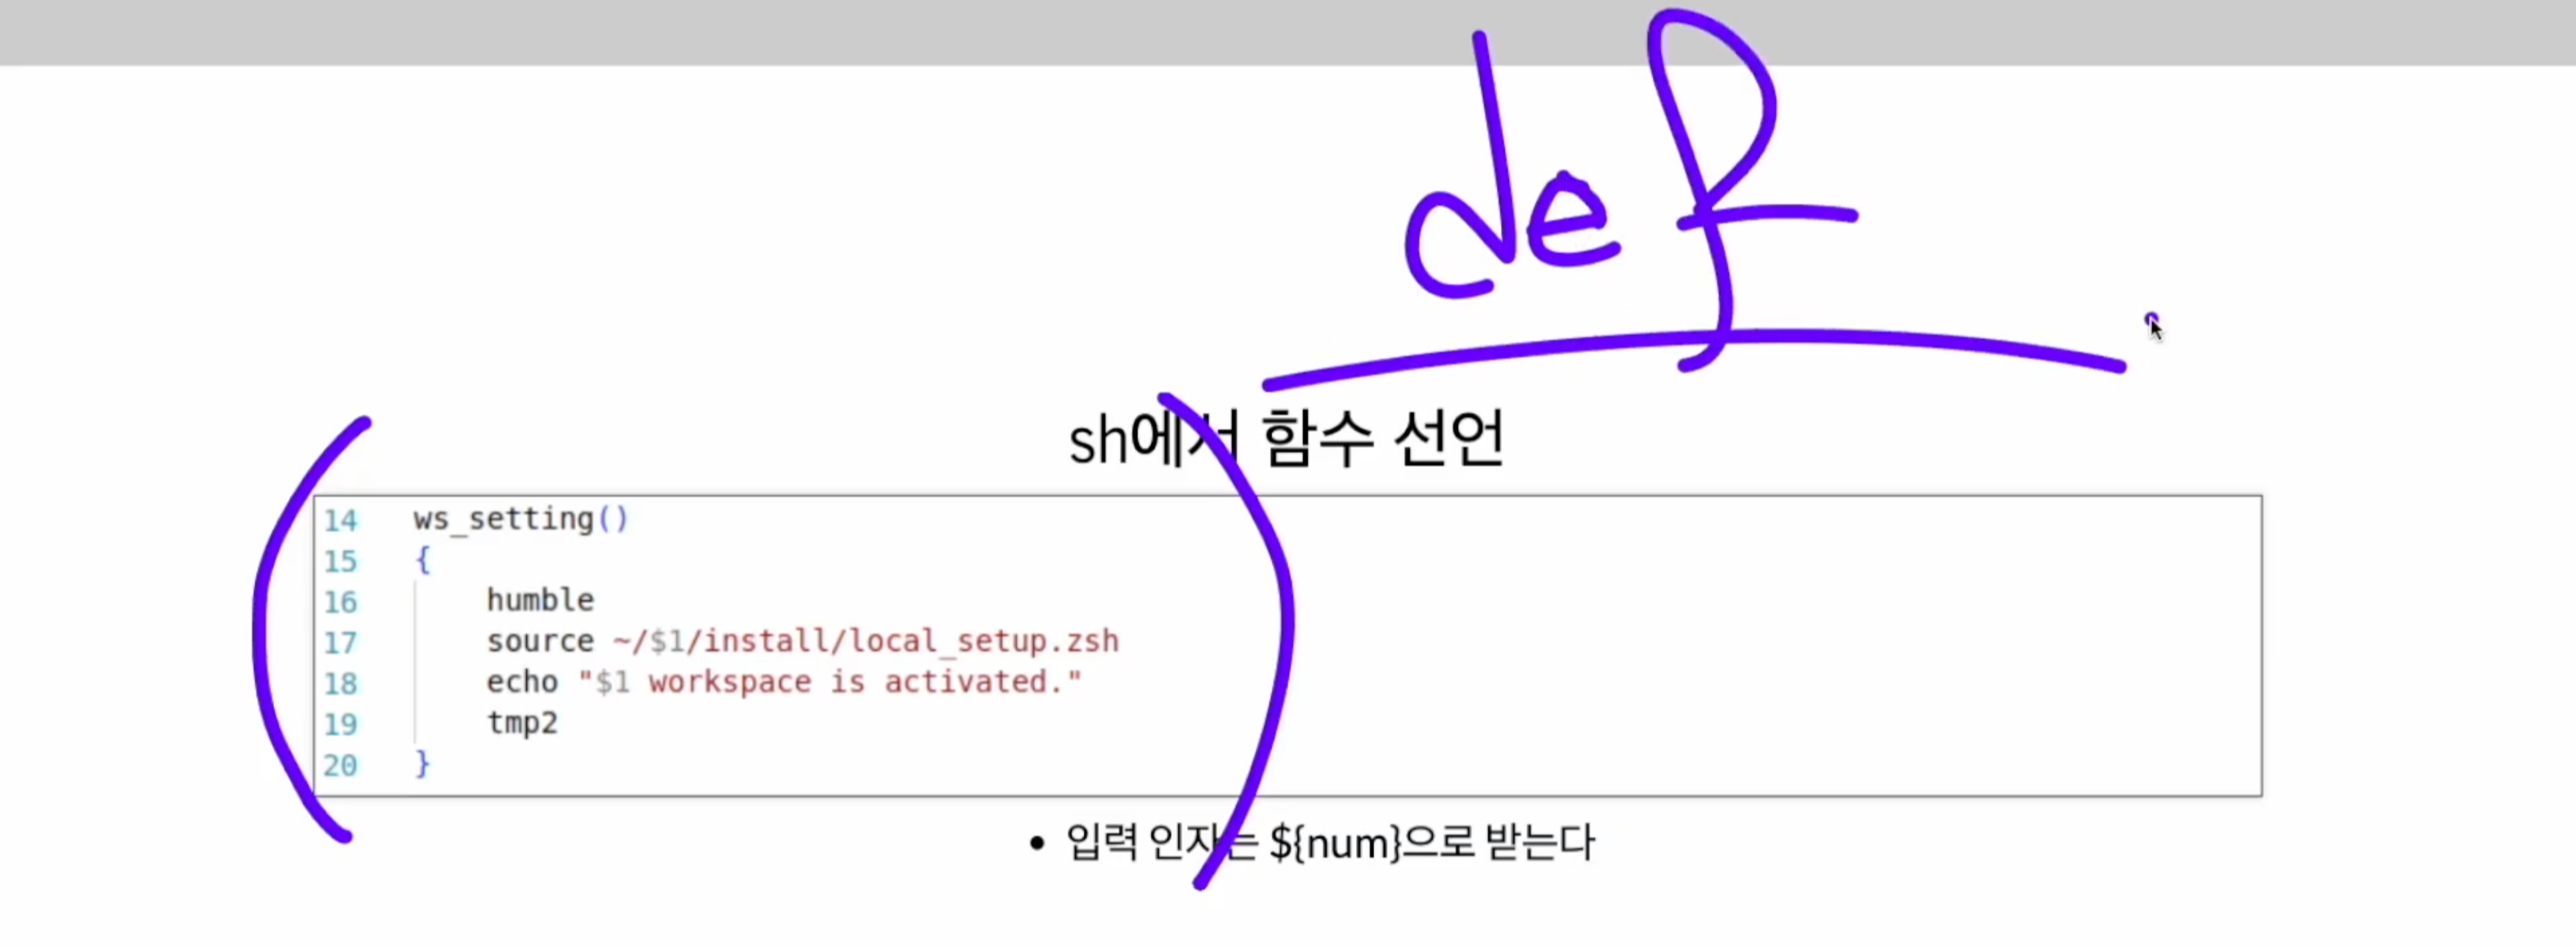 def
sh에서 함수 선언
14 ws_setting()
15 {
16 humble
17 source ~/$1/install/local_setup.zsh
18 echo "$1 workspace is activated."
19 tmp2
20 }
• 입력 인자는 ${num}으로 받는다